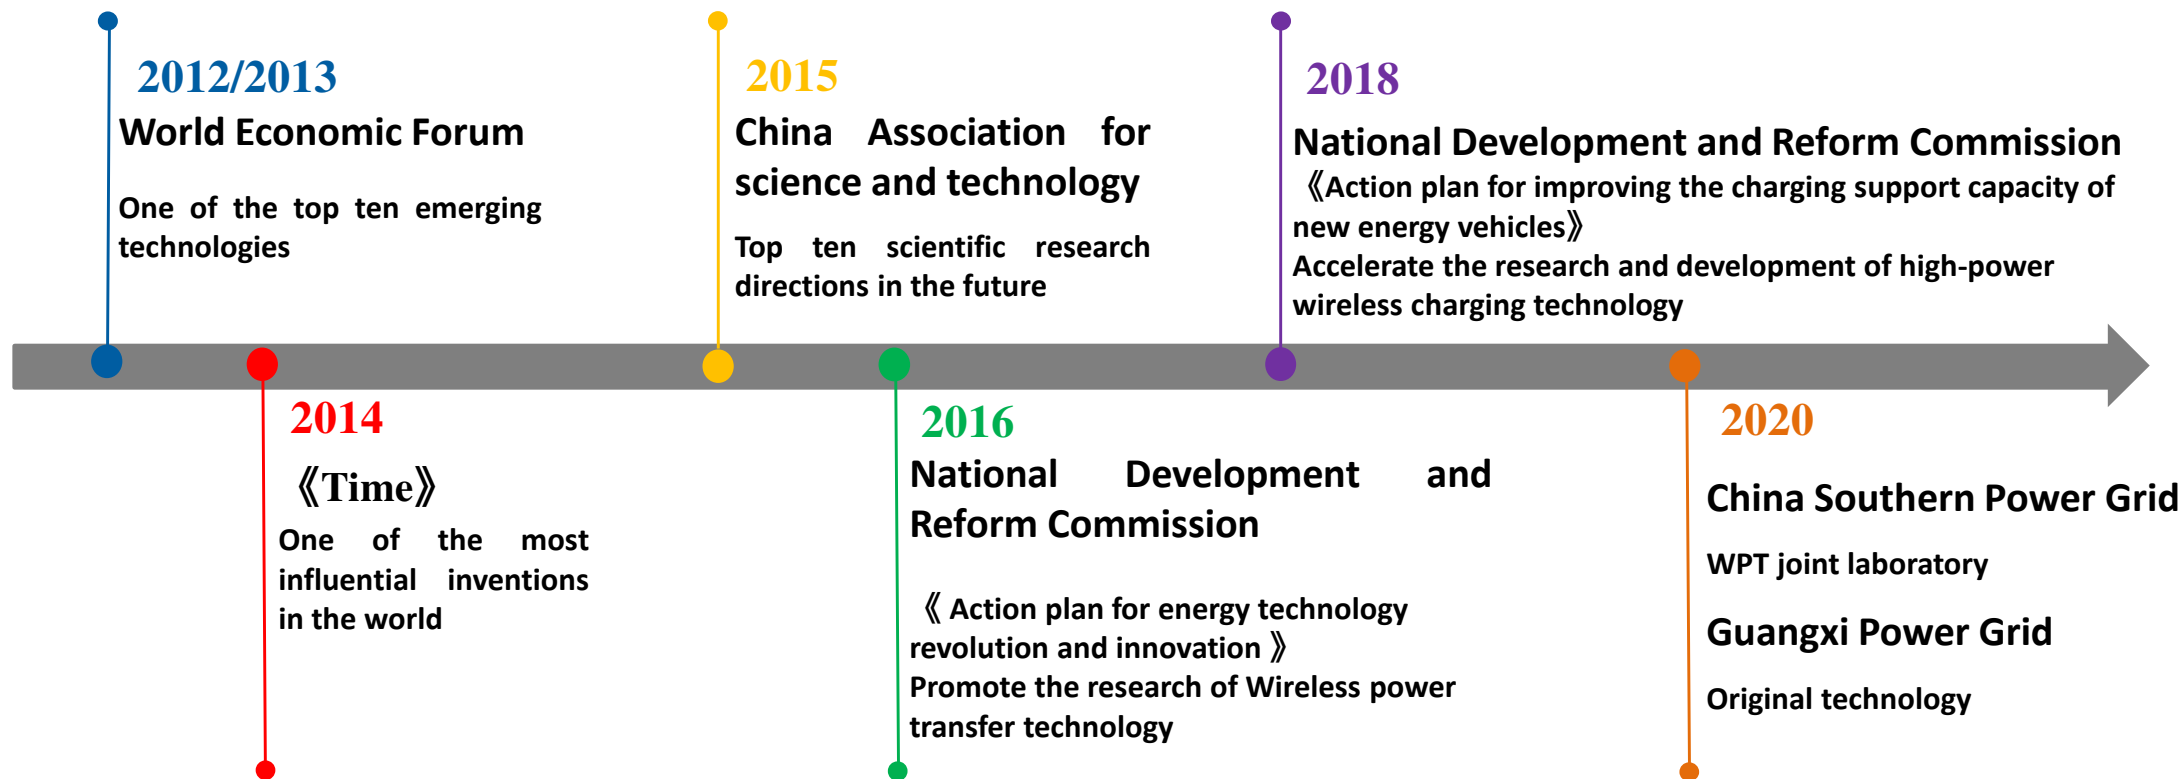 2012/2013
World Economic Forum
One of the top ten emerging
technologies
2014
《Time》
One of the most
influential inventions
in the world
2015
China Association for
science and technology
Top ten scientific research
directions in the future
2016
National Development and
Reform Commission
《 Action plan for energy technology
revolution and innovation 》
Promote the research of Wireless power
transfer technology
2018
National Development and Reform Commission
《Action plan for improving the charging support capacity of
new energy vehicles》
Accelerate the research and development of high-power
wireless charging technology
2020
China Southern Power Grid
WPT joint laboratory
Guangxi Power Grid
Original technology